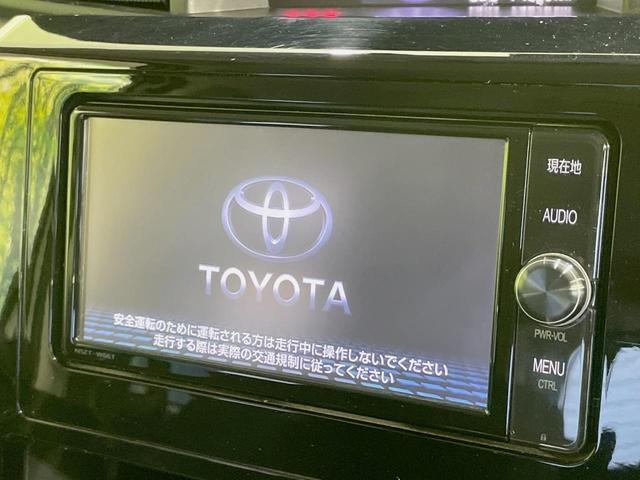 現在地
AUDIO
TOYOTA
PWR•VOL
安全運転のために運転される方は走行中に操作しないでください
走行する際は実際の交通規制に従ってください
MENU
CTRL
NSZT-W66T